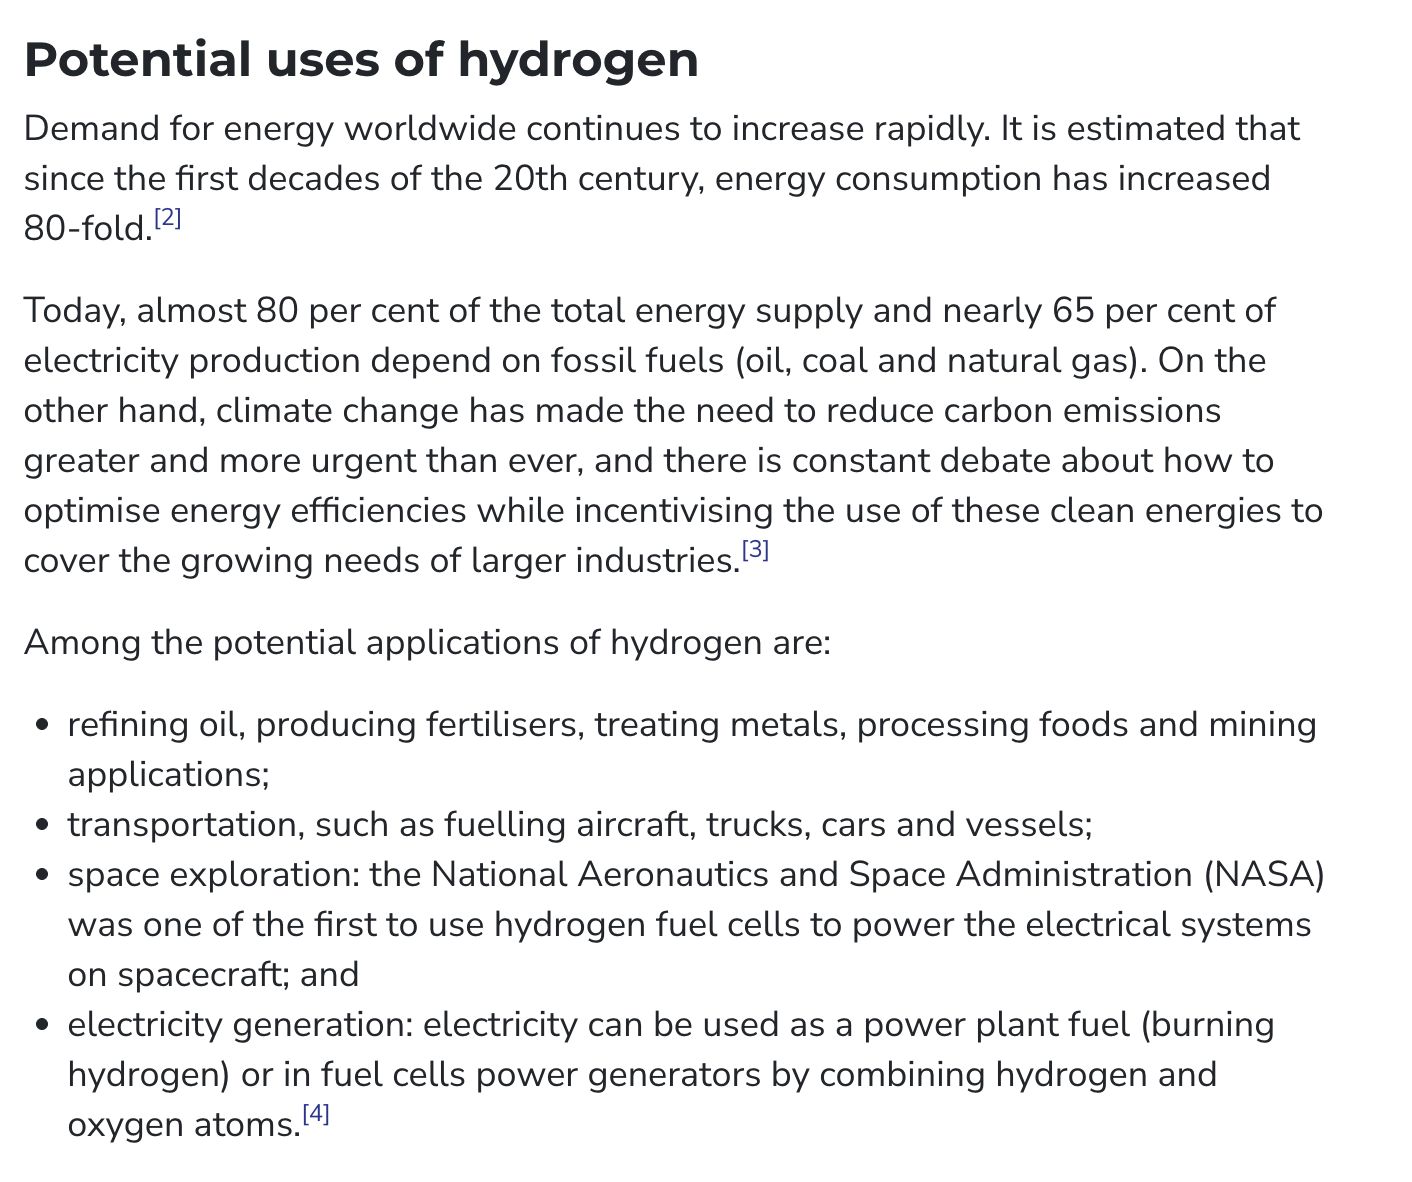 Potential uses of hydrogen
Demand for energy worldwide continues to increase rapidly. It is estimated that
since the first decades of the 20th century, energy consumption has increased
80-fold.[2]
Today, almost 80 per cent of the total energy supply and nearly 65 per cent of
electricity production depend on fossil fuels (oil, coal and natural gas). On the
other hand, climate change has made the need to reduce carbon emissions
greater and more urgent than ever, and there is constant debate about how to
optimise energy efficiencies while incentivising the use of these clean energies to
cover the growing needs of larger industries.[3]
Among the potential applications of hydrogen are:
• refining oil, producing fertilisers, treating metals, processing foods and mining
applications;
• transportation, such as fuelling aircraft, trucks, cars and vessels;
• space exploration: the National Aeronautics and Space Administration (NASA)
was one of the first to use hydrogen fuel cells to power the electrical systems
on spacecraft; and
• electricity generation: electricity can be used as a power plant fuel (burning
hydrogen) or in fuel cells power generators by combining hydrogen and
oxygen atoms.[4]